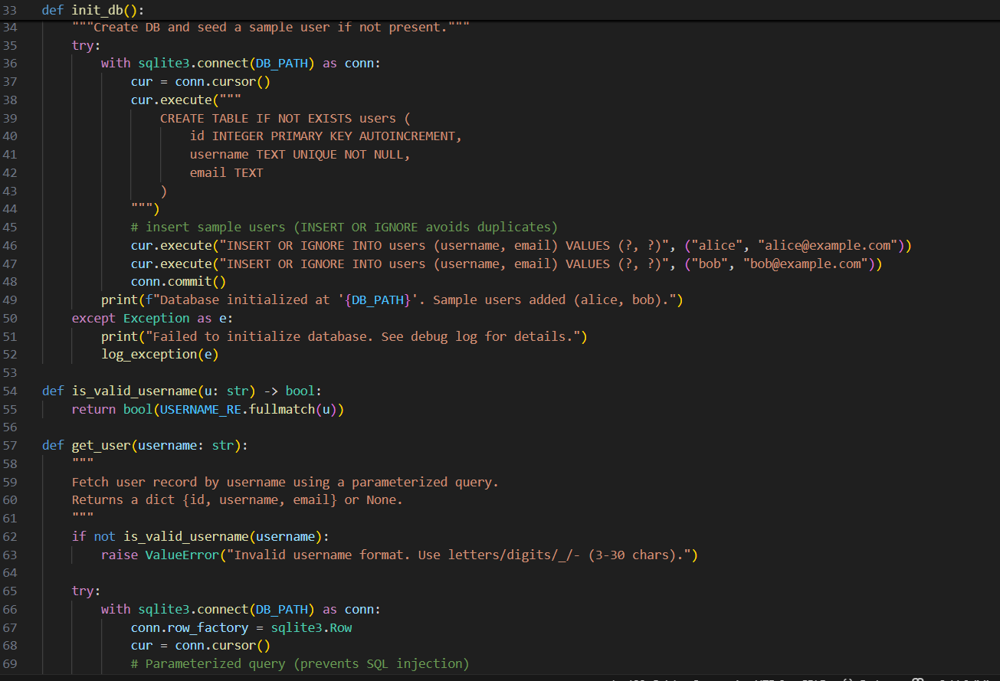 33 def init_db():
34 """Create DB and seed a sample user if not present."""
35 try:
36 with sqlite3.connect(DB_PATH) as conn:
37 cur = conn.cursor()
38 cur.execute("""
39 CREATE TABLE IF NOT EXISTS users (
40 id INTEGER PRIMARY KEY AUTOINCREMENT,
41 username TEXT UNIQUE NOT NULL,
42 email TEXT
43 )
44 """)
45 # insert sample users (INSERT OR IGNORE avoids duplicates)
46 cur.execute("INSERT OR IGNORE INTO users (username, email) VALUES (?, ?)", ("alice", "alice@example.com"))
47 cur.execute("INSERT OR IGNORE INTO users (username, email) VALUES (?, ?)", ("bob", "bob@example.com"))
48 conn.commit()
49 print(f"Database initialized at '{DB_PATH}'. Sample users added (alice, bob).")
50 except Exception as e:
51 print("Failed to initialize database. See debug log for details.")
52 log_exception(e)
53
54 def is_valid_username(u: str) -> bool:
55 return bool(USERNAME_RE.fullmatch(u))
56
57 def get_user(username: str):
58 """
59 Fetch user record by username using a parameterized query.
60 Returns a dict {id, username, email} or None.
61 """
62 if not is_valid_username(username):
63 raise ValueError("Invalid username format. Use letters/digits/_/- (3-30 chars).")
64
65 try:
66 with sqlite3.connect(DB_PATH) as conn:
67 conn.row_factory = sqlite3.Row
68 cur = conn.cursor()
69 # Parameterized query (prevents SQL injection)